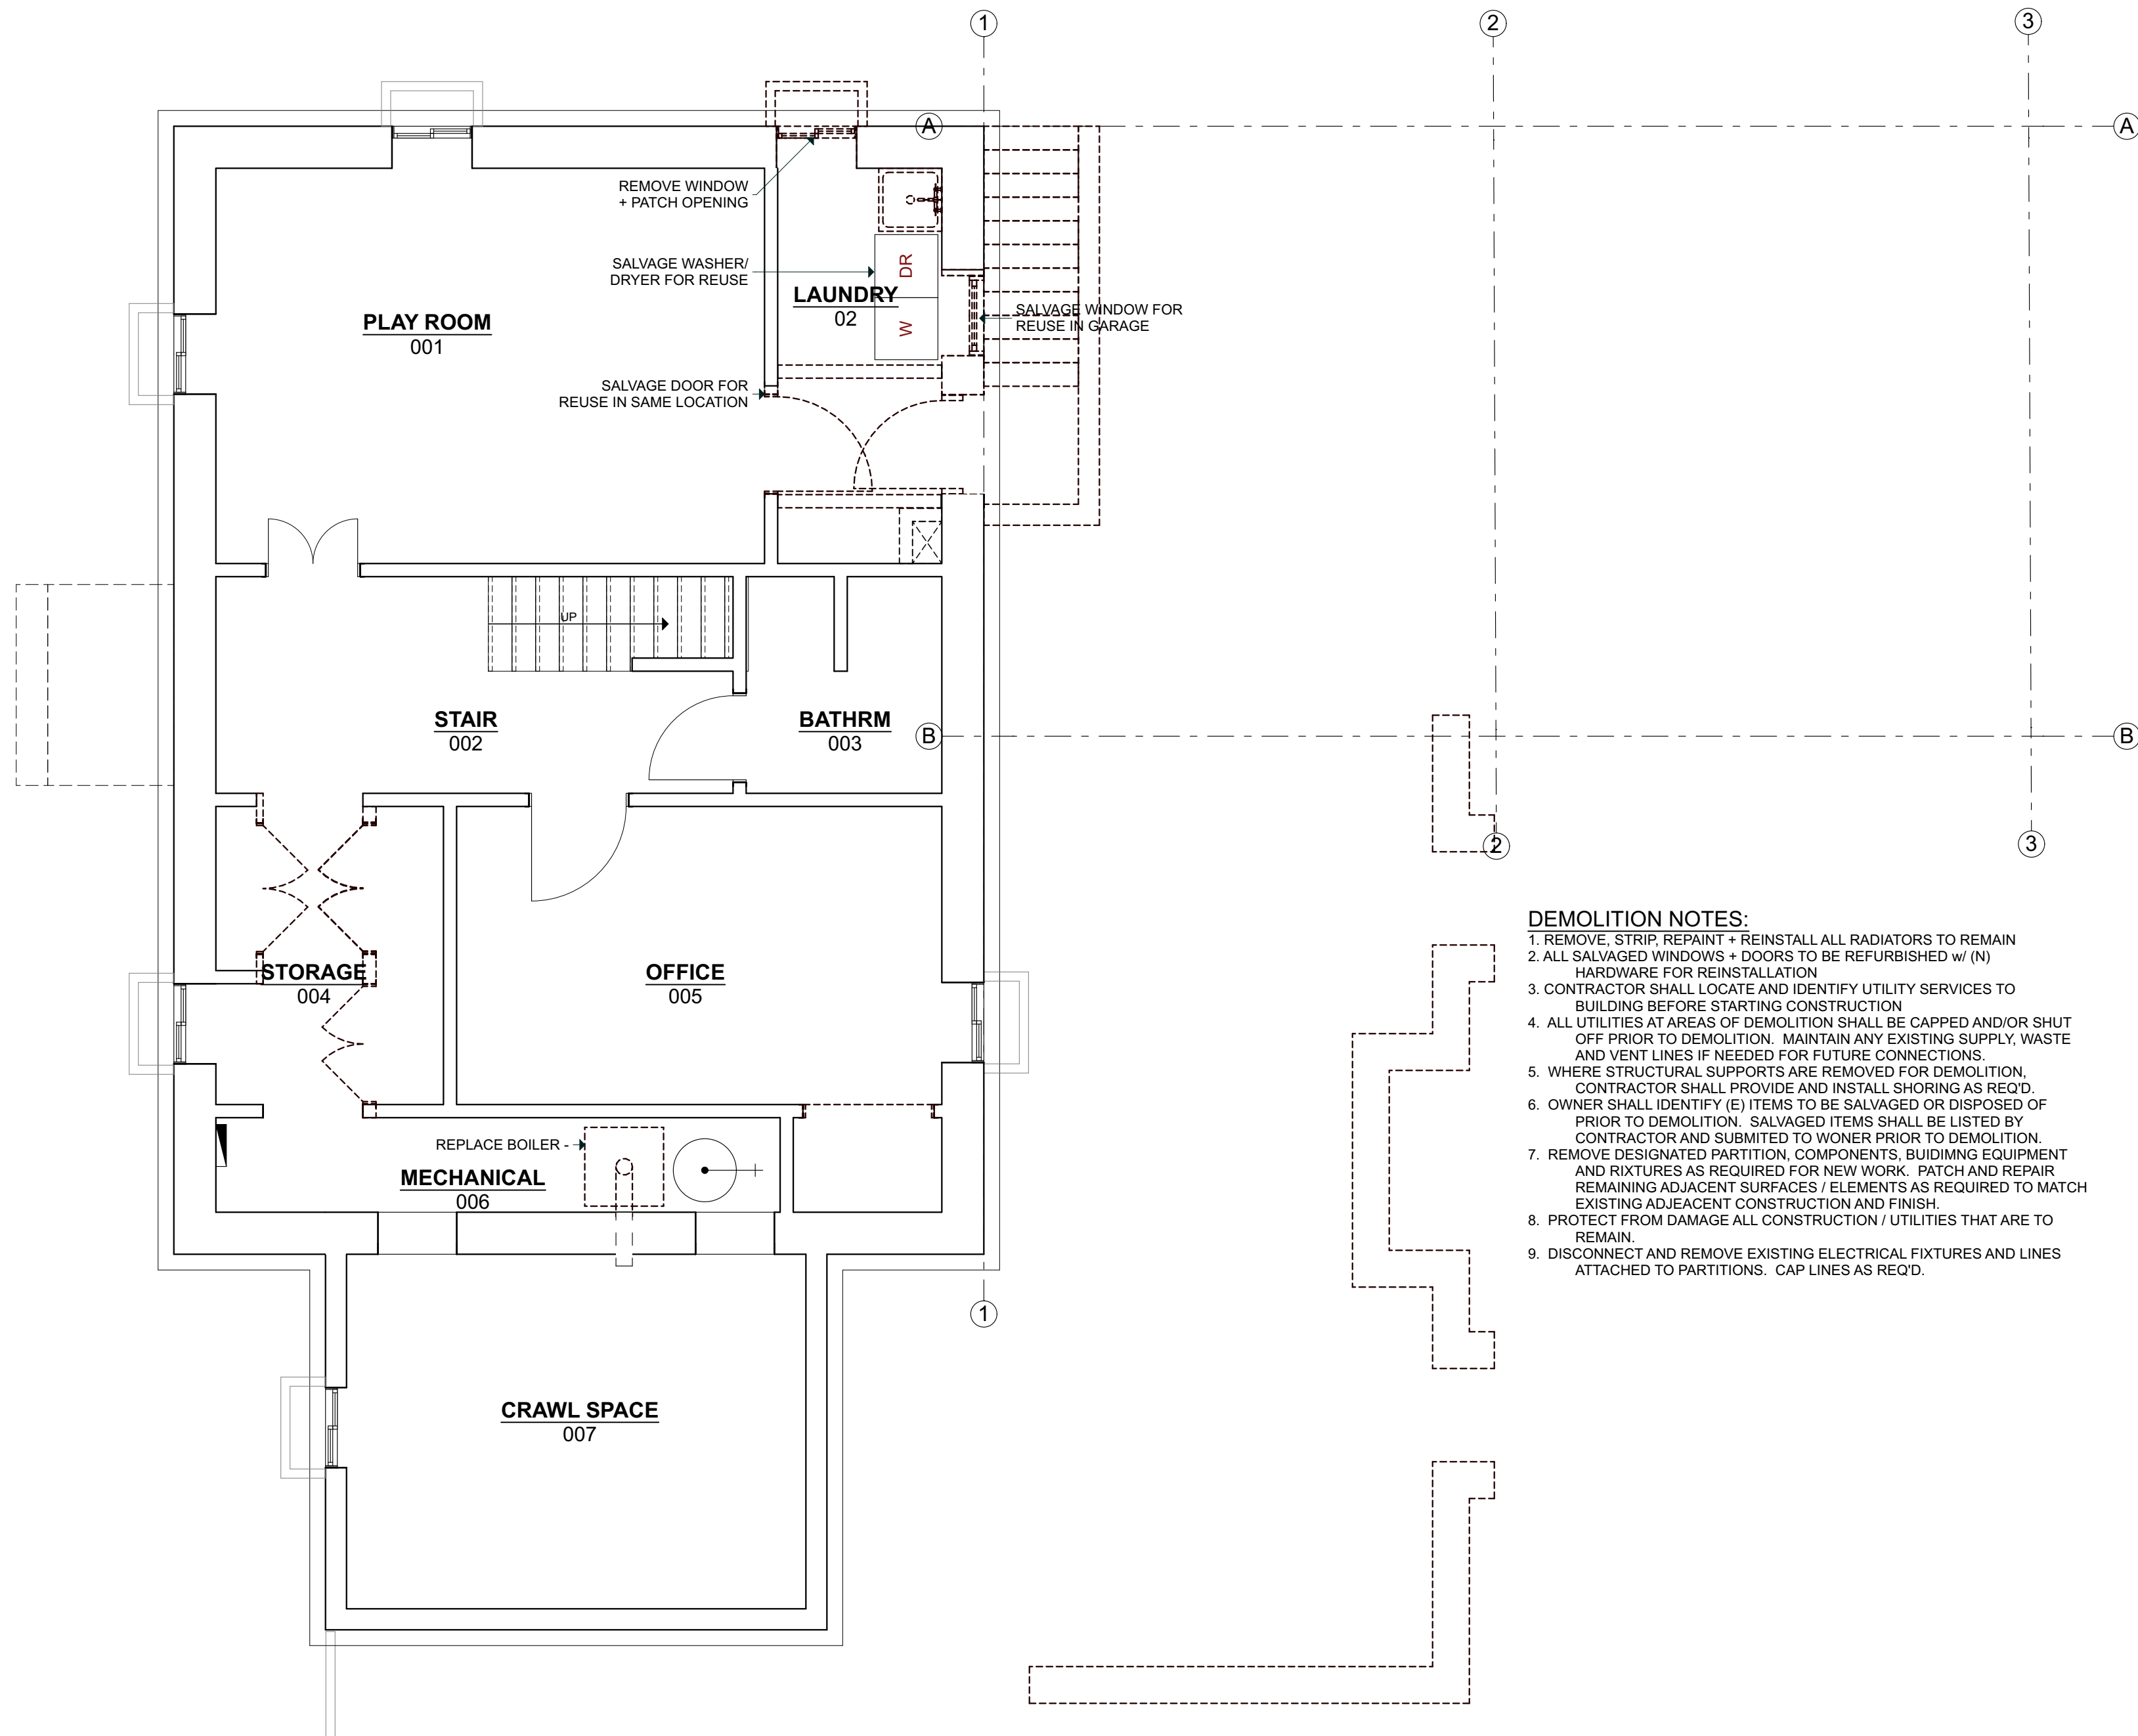 1
2
3
A
A
REMOVE WINDOW
+ PATCH OPENING
SALVAGE WASHER/
DRYER FOR REUSE
DR
W
LAUNDRY
02
SALVAGE WINDOW FOR
REUSE IN GARAGE
PLAY ROOM
001
SALVAGE DOOR FOR
REUSE IN SAME LOCATION
UP
STAIR
002
BATHRM
003
B
B
2
3
STORAGE
004
OFFICE
005
REPLACE BOILER -
MECHANICAL
006
1
CRAWL SPACE
007
DEMOLITION NOTES:
1. REMOVE, STRIP, REPAINT + REINSTALL ALL RADIATORS TO REMAIN
2. ALL SALVAGED WINDOWS + DOORS TO BE REFURBISHED w/ (N)
HARDWARE FOR REINSTALLATION
3. CONTRACTOR SHALL LOCATE AND IDENTIFY UTILITY SERVICES TO
BUILDING BEFORE STARTING CONSTRUCTION
4. ALL UTILITIES AT AREAS OF DEMOLITION SHALL BE CAPPED AND/OR SHUT
OFF PRIOR TO DEMOLITION. MAINTAIN ANY EXISTING SUPPLY, WASTE
AND VENT LINES IF NEEDED FOR FUTURE CONNECTIONS.
5. WHERE STRUCTURAL SUPPORTS ARE REMOVED FOR DEMOLITION,
CONTRACTOR SHALL PROVIDE AND INSTALL SHORING AS REQ'D.
6. OWNER SHALL IDENTIFY (E) ITEMS TO BE SALVAGED OR DISPOSED OF
PRIOR TO DEMOLITION. SALVAGED ITEMS SHALL BE LISTED BY
CONTRACTOR AND SUBMITED TO WONER PRIOR TO DEMOLITION.
7. REMOVE DESIGNATED PARTITION, COMPONENTS, BUIDIMNG EQUIPMENT
AND RIXTURES AS REQUIRED FOR NEW WORK. PATCH AND REPAIR
REMAINING ADJACENT SURFACES / ELEMENTS AS REQUIRED TO MATCH
EXISTING ADJEACENT CONSTRUCTION AND FINISH.
8. PROTECT FROM DAMAGE ALL CONSTRUCTION / UTILITIES THAT ARE TO
REMAIN.
9. DISCONNECT AND REMOVE EXISTING ELECTRICAL FIXTURES AND LINES
ATTACHED TO PARTITIONS. CAP LINES AS REQ'D.